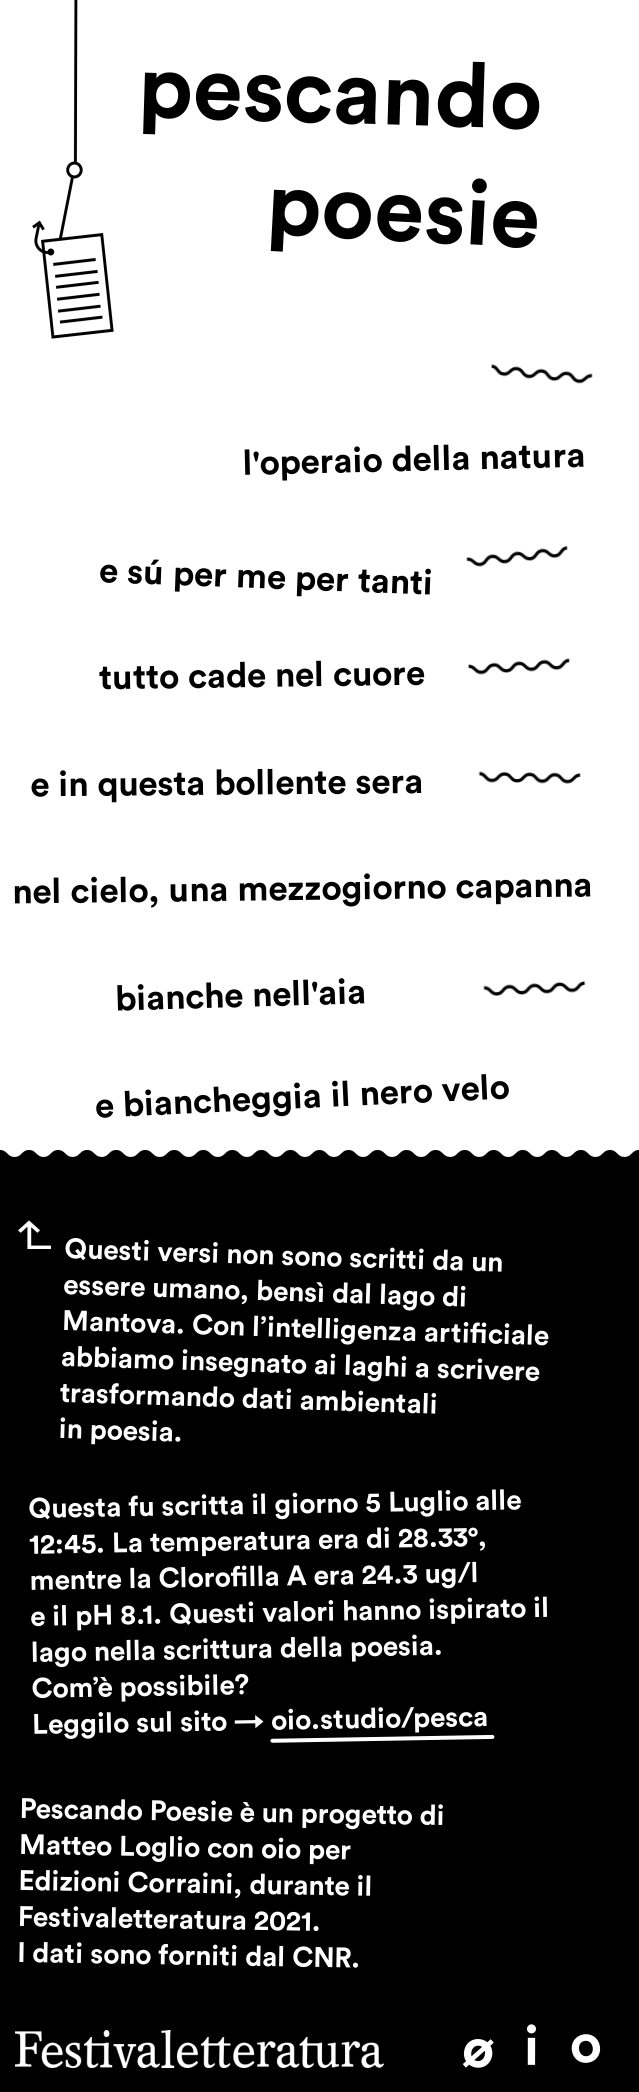 pescando
poesie
l'operaio della natura
e sú per me per tanti
tutto cade nel cuore
e in questa bollente sera
nel cielo, una mezzogiorno capanna
bianche nell'aia
e biancheggia il nero velo
Questi versi non sono scritti da un
essere umano, bensì dal lago di
Mantova. Con l’intelligenza artificiale
abbiamo insegnato ai laghi a scrivere
trasformando dati ambientali
in poesia.
Questa fu scritta il giorno 5 Luglio alle
12:45. La temperatura era di 28.33°,
mentre la Clorofilla A era 24.3 ug/l
e il pH 8.1. Questi valori hanno ispirato il
lago nella scrittura della poesia.
Com’è possibile?
Leggilo sul sito → oio.studio/pesca
Pescando Poesie è un progetto di
Matteo Loglio con oio per
Edizioni Corraini, durante il
Festivaletteratura 2021.
I dati sono forniti dal CNR.
Festivaletteratura ø i o